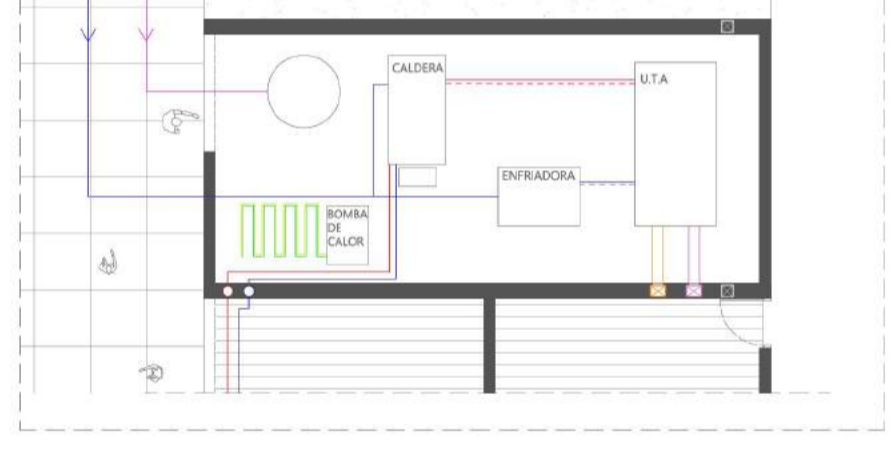 CALDERA
U.T.A
ENFRIADORA
BOMBA
DE
CALOR